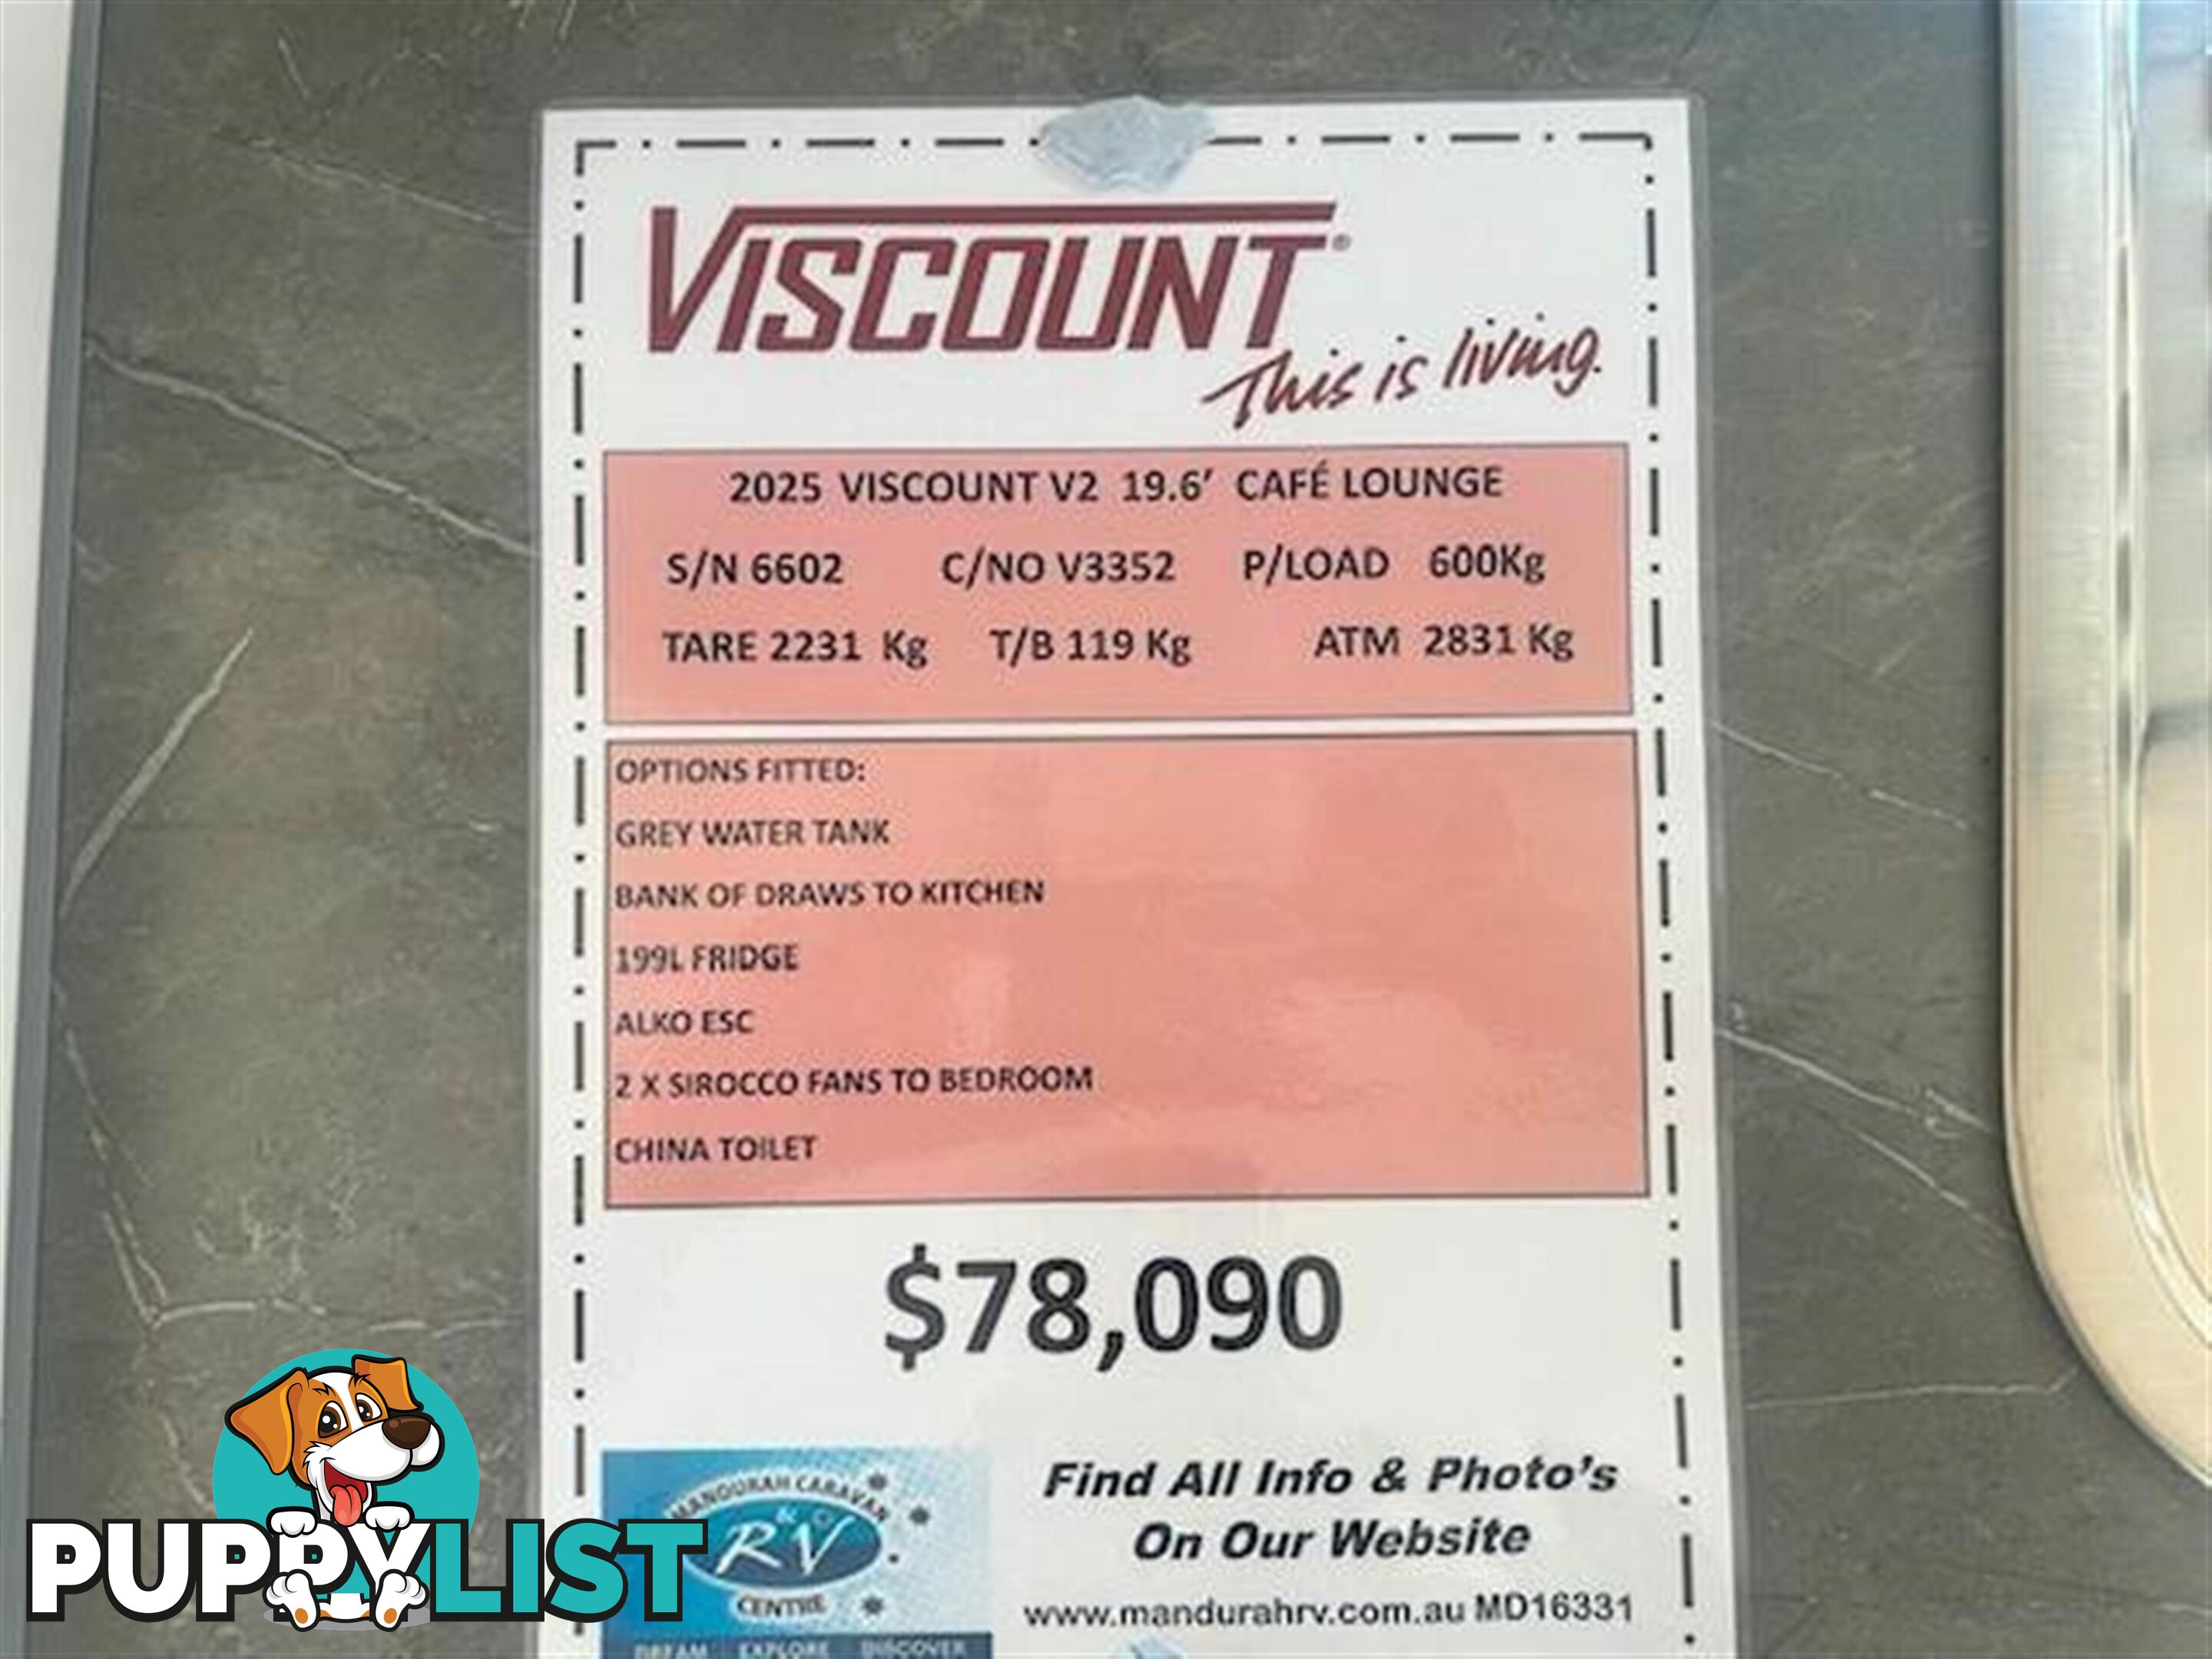 VISCOUNT®
This is living.
2025 VISCOUNT V2 19.6' CAFÉ LOUNGE
S/N 6602 C/NO V3352 P/LOAD 600Kg
TARE 2231 Kg T/B 119 Kg ATM 2831 Kg
OPTIONS FITTED:
GREY WATER TANK
BANK OF DRAWS TO KITCHEN
199L FRIDGE
ALKO ESC
2 X SIROCCO FANS TO BEDROOM
CHINA TOILET
$78,090
MANDURAH CARAVAN
&
RV
CENTRE
DREAM EXPLORE DISCOVER
Find All Info & Photo's
On Our Website
www.mandurahrv.com.au MD16331
PUPPYLIST